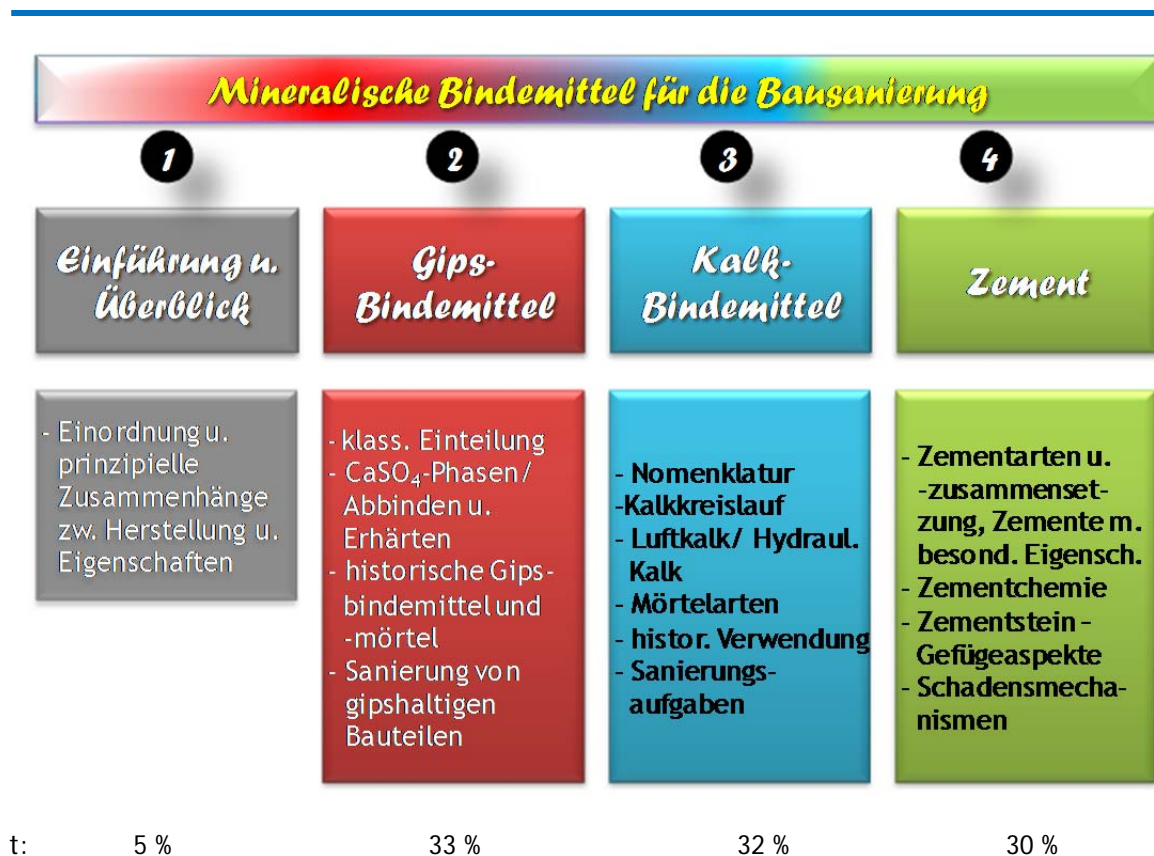 Mineralische Bindemittel für die Bausanierung
1
2
3
4
Einführung u.
Überblick
Gips-
Bindemittel
Kalk-
Bindemittel
Zement
- Einordnung u.
prinzipielle
Zusammenhänge
zw. Herstellung u.
Eigenschaften
- klass. Einteilung
- CaSO₄-Phasen/
Abbinden u.
Erhärten
- historische Gips-
bindemittel und
-mörtel
- Sanierung von
gipshaltigen
Bauteilen
- Nomenklatur
-Kalkkreislauf
- Luftkalk/ Hydraul.
Kalk
- Mörtelarten
- histor. Verwendung
- Sanierungs-
aufgaben
- Zementarten u.
-zusammenset-
zung, Zemente m.
besond. Eigensch.
- Zementchemie
- Zementstein –
Gefügeaspekte
- Schadensmecha-
nismen
t: 5 % 33 % 32 % 30 %